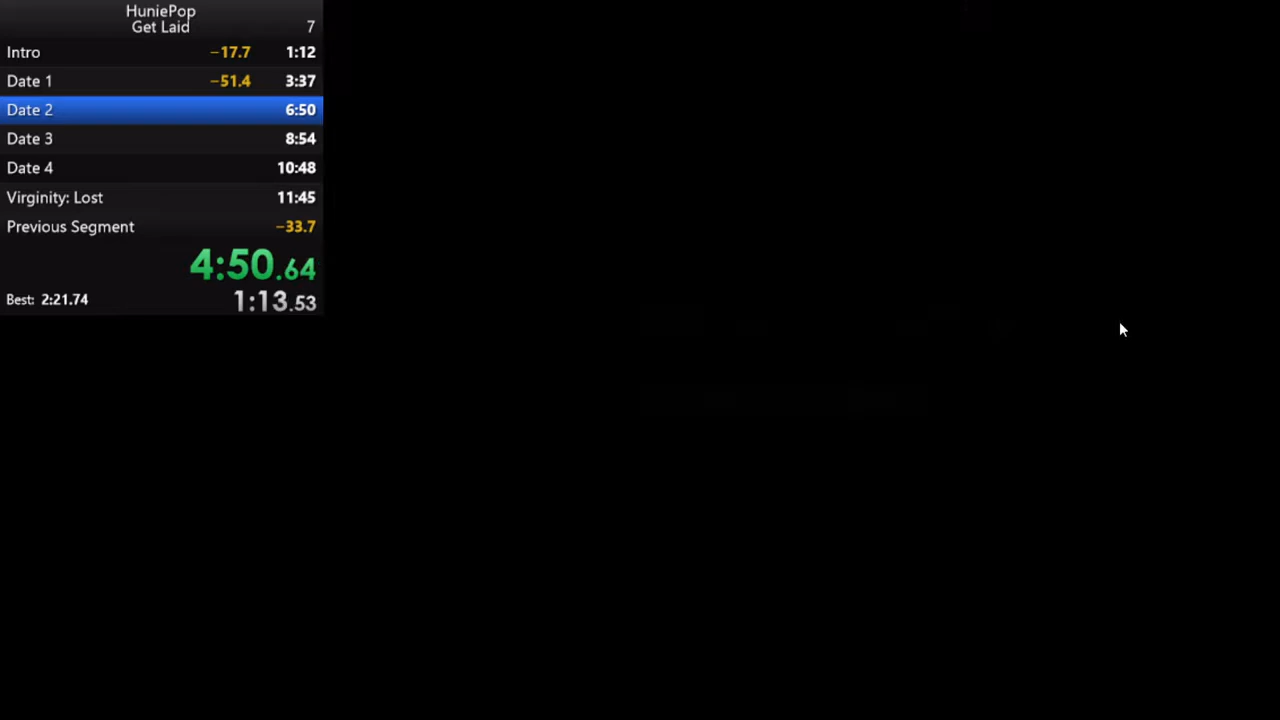 HuniePop
Get Laid 7
Intro −17.7 1:12
Date 1 −51.4 3:37
Date 2 6:50
Date 3 8:54
Date 4 10:48
Virginity: Lost 11:45
Previous Segment −33.7
4:50.64
Best: 2:21.74 1:13.53